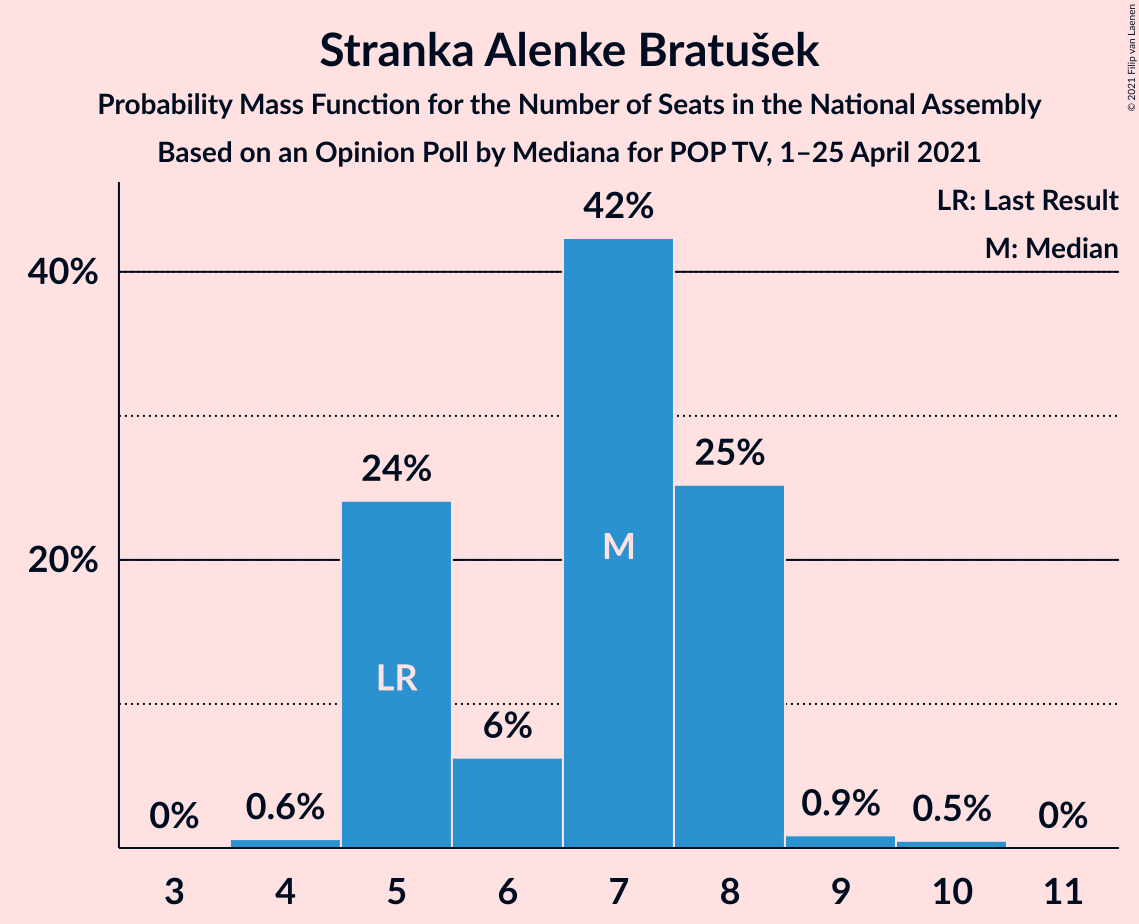 Stranka Alenke Bratušek
Probability Mass Function for the Number of Seats in the National Assembly
Based on an Opinion Poll by Mediana for POP TV, 1–25 April 2021
© 2021 Filip van Laenen
LR: Last Result
M: Median
42%
40%
25%
24%
M
20%
LR
6%
0%
0.6%
0.9%
0.5%
0%
3 4 5 6 7 8 9 10 11